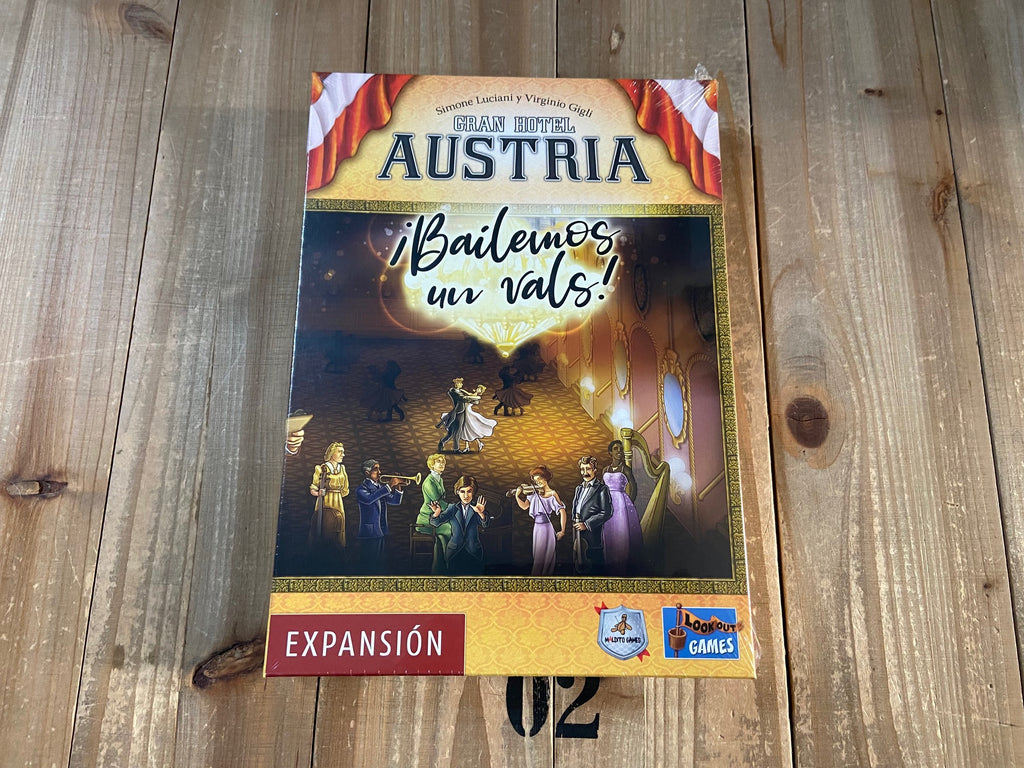 Simone Luciani y Virginio Gigli
GRAN HOTEL
AUSTRIA
¡Bailemos
un vals!
EXPANSIÓN
MALDITO GAMES
LOOKOUT
GAMES
02